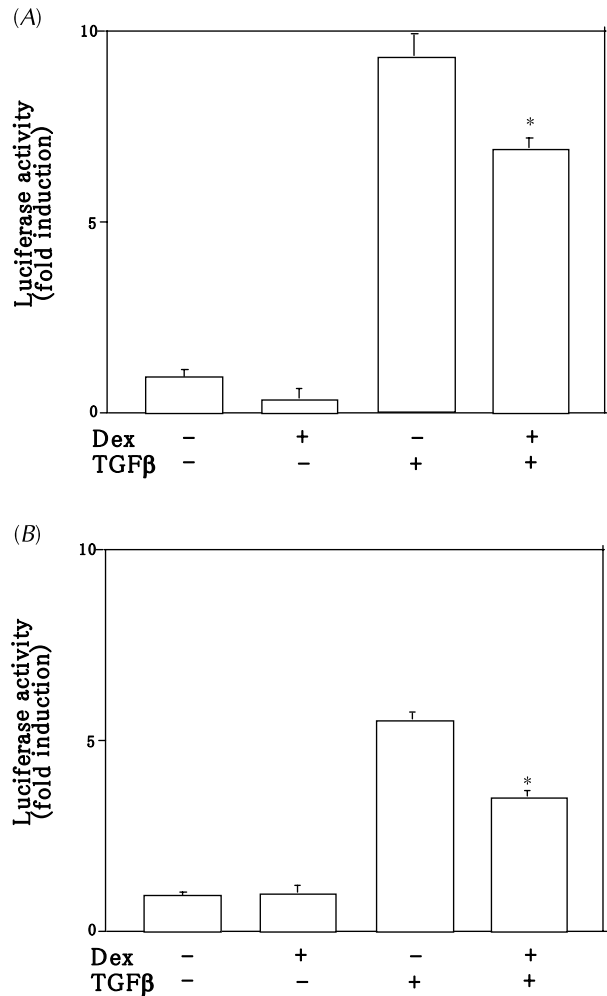 (A)
10
5
0
Luciferase activity
(fold induction)
*
Dex − + − +
TGFβ − − + +
(B)
10
5
0
Luciferase activity
(fold induction)
*
Dex − + − +
TGFβ − − + +